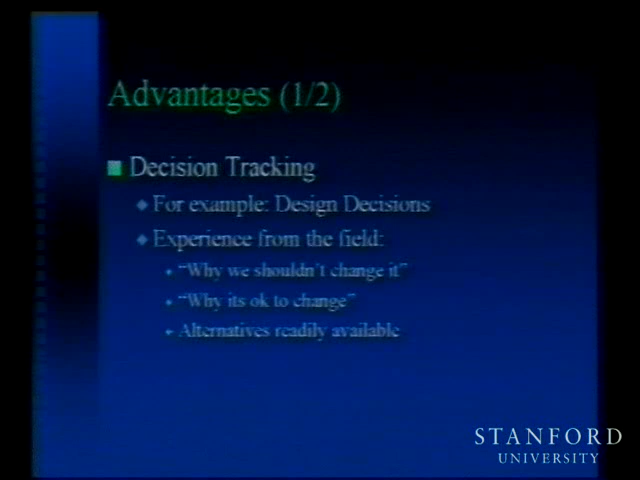 Advantages (1/2)
Decision Tracking
For example: Design Decisions
Experience from the field:
"Why we shouldn't change it"
"Why its ok to change"
Alternatives readily available
STANFORD
UNIVERSITY